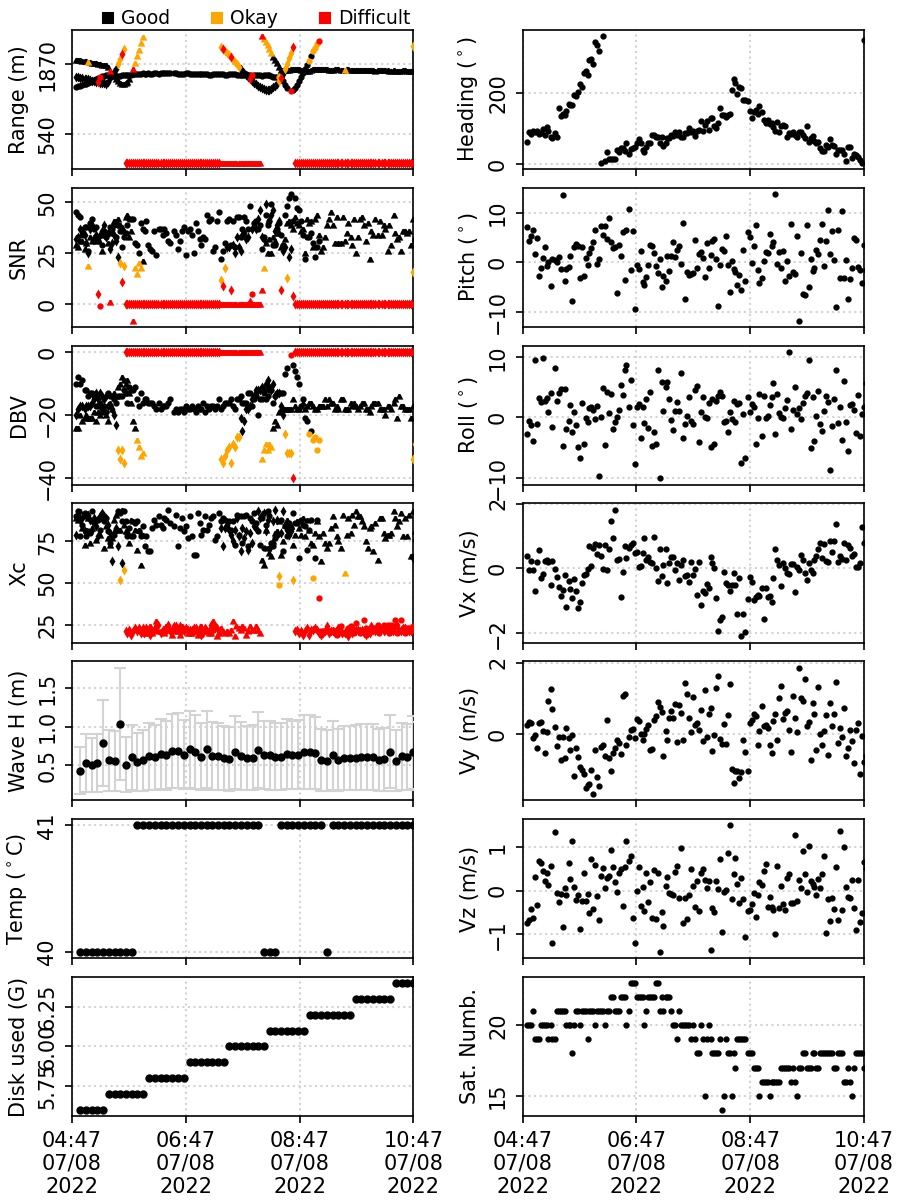 Good Okay Difficult
Range (m)
1870
540
Heading (°)
200
0
SNR
50
25
0
Pitch (°)
10
0
−10
DBV
0
−20
−40
Roll (°)
10
0
−10
Xc
75
50
25
Vx (m/s)
2
0
−2
Wave H (m)
1.5
1.0
0.5
Vy (m/s)
2
0
Temp (°C)
41
40
Vz (m/s)
1
0
−1
Disk used (G)
6.25
6.00
5.75
Sat. Numb.
20
15
04:47 06:47 08:47 10:47 04:47 06:47 08:47 10:47
07/08 07/08 07/08 07/08 07/08 07/08 07/08 07/08
2022 2022 2022 2022 2022 2022 2022 2022